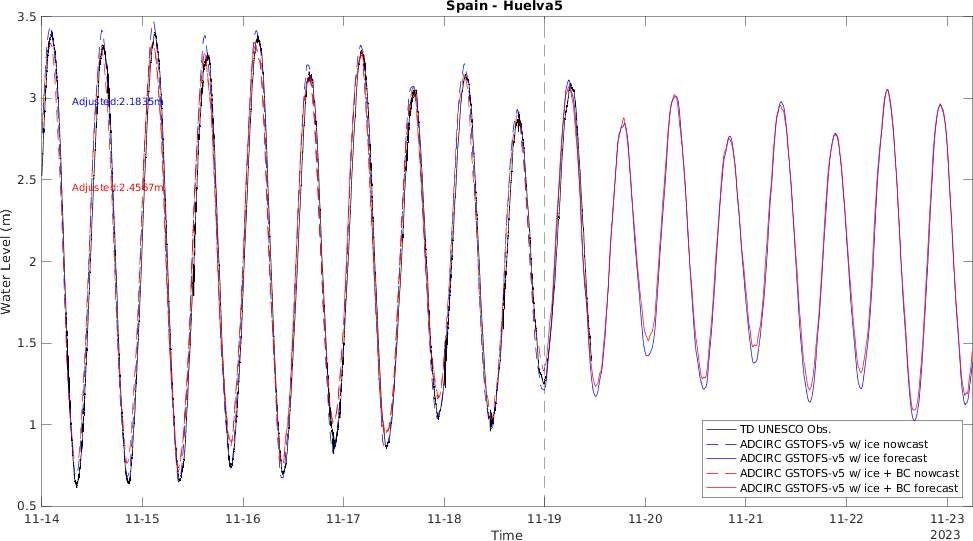 Spain - Huelva5
3.5
3
2.5
2
1.5
1
0.5
Water Level (m)
Adjusted:2.1835m
Adjusted:2.4567m
TD UNESCO Obs.
ADCIRC GSTOFS-v5 w/ ice nowcast
ADCIRC GSTOFS-v5 w/ ice forecast
ADCIRC GSTOFS-v5 w/ ice + BC nowcast
ADCIRC GSTOFS-v5 w/ ice + BC forecast
11-14 11-15 11-16 11-17 11-18 11-19 11-20 11-21 11-22 11-23
2023
Time